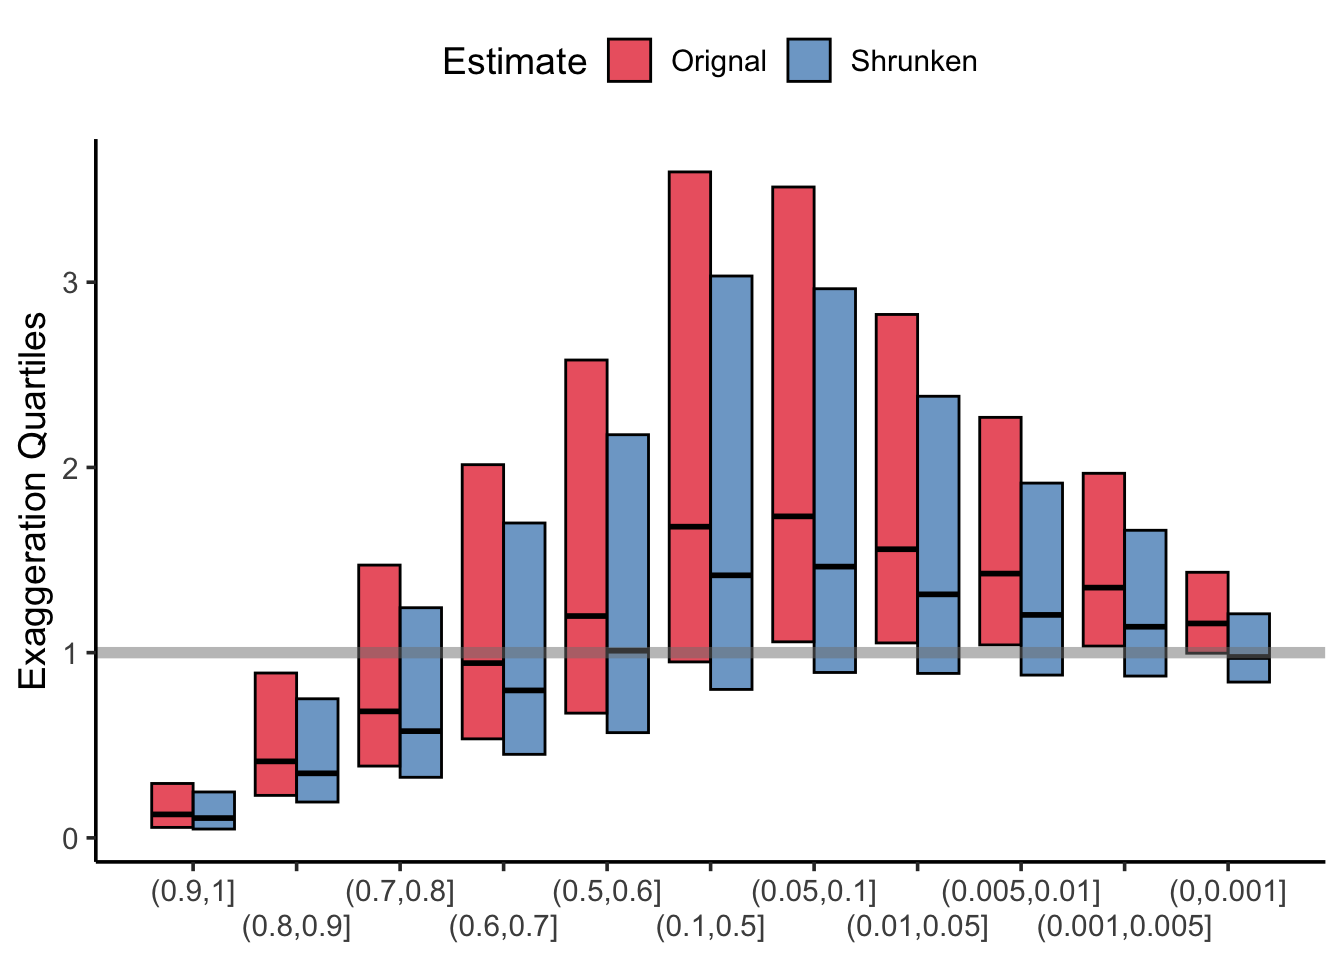 Estimate Orignal Shrunken
Exaggeration Quartiles
3
2
1
0
(0.9,1] (0.7,0.8] (0.5,0.6] (0.05,0.1] (0.005,0.01] (0,0.001]
(0.8,0.9] (0.6,0.7] (0.1,0.5] (0.01,0.05] (0.001,0.005]